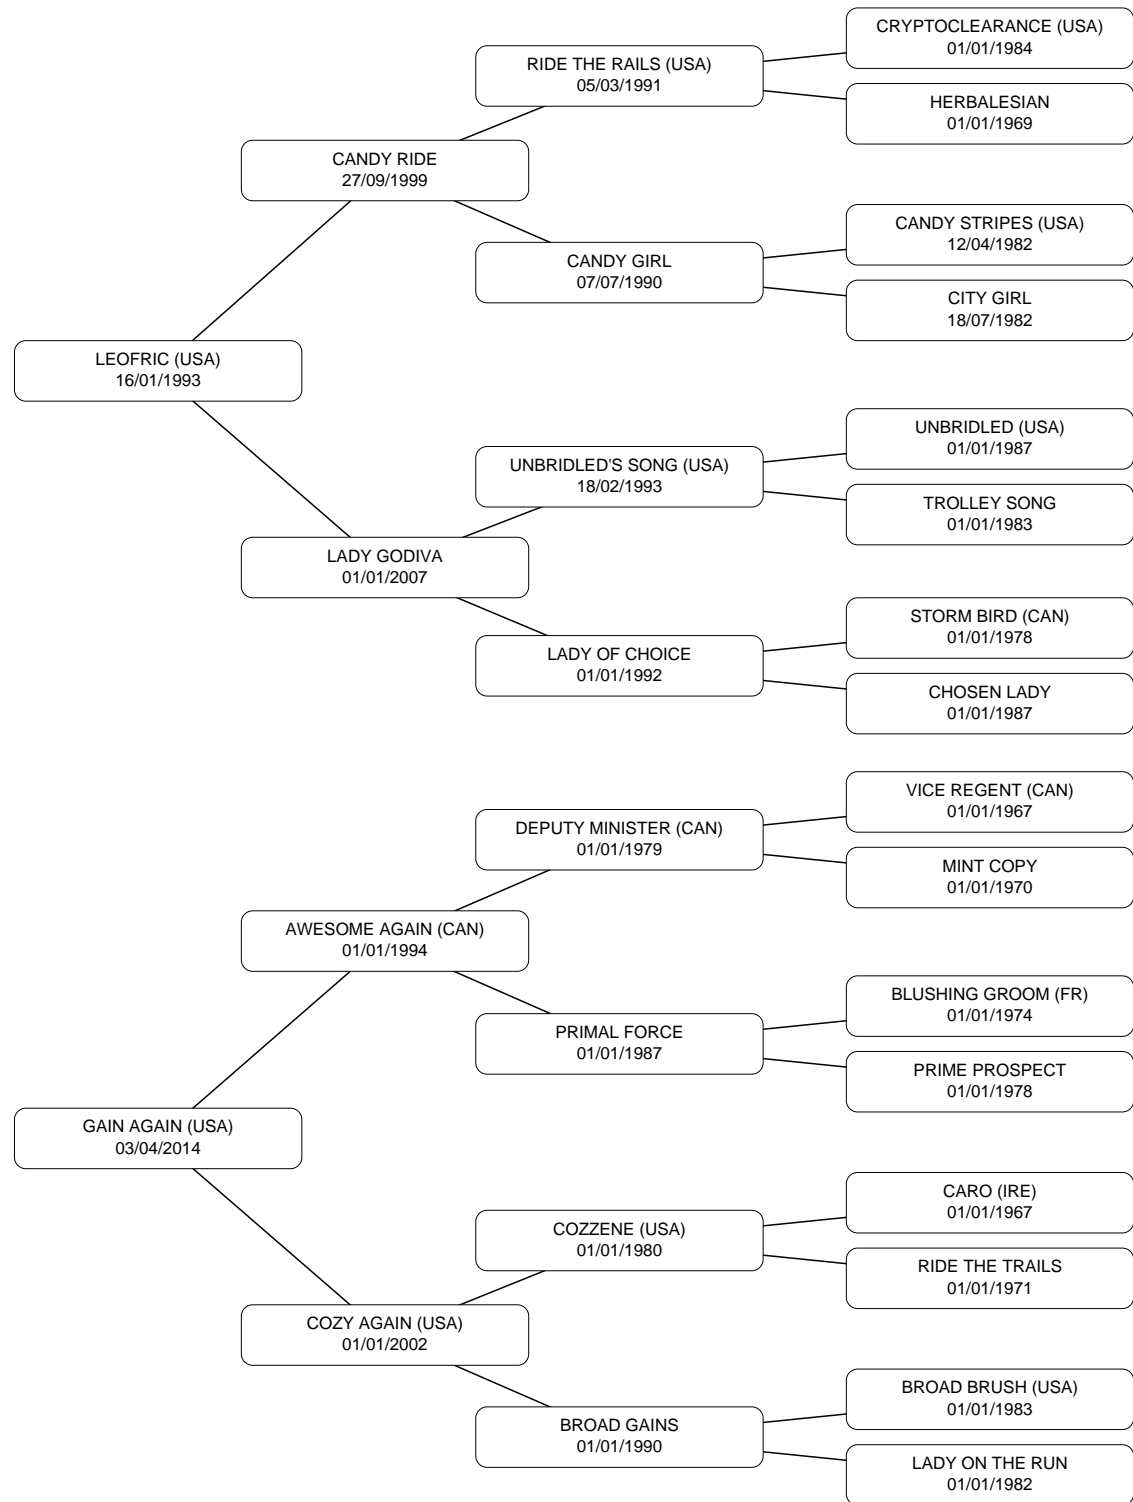 CRYPTOCLEARANCE (USA)
01/01/1984
RIDE THE RAILS (USA)
05/03/1991
HERBALESIAN
01/01/1969
CANDY RIDE
27/09/1999
CANDY STRIPES (USA)
12/04/1982
CANDY GIRL
07/07/1990
CITY GIRL
18/07/1982
LEOFRIC (USA)
16/01/1993
UNBRIDLED (USA)
01/01/1987
UNBRIDLED'S SONG (USA)
18/02/1993
TROLLEY SONG
01/01/1983
LADY GODIVA
01/01/2007
STORM BIRD (CAN)
01/01/1978
LADY OF CHOICE
01/01/1992
CHOSEN LADY
01/01/1987
VICE REGENT (CAN)
01/01/1967
DEPUTY MINISTER (CAN)
01/01/1979
MINT COPY
01/01/1970
AWESOME AGAIN (CAN)
01/01/1994
BLUSHING GROOM (FR)
01/01/1974
PRIMAL FORCE
01/01/1987
PRIME PROSPECT
01/01/1978
GAIN AGAIN (USA)
03/04/2014
CARO (IRE)
01/01/1967
COZZENE (USA)
01/01/1980
RIDE THE TRAILS
01/01/1971
COZY AGAIN (USA)
01/01/2002
BROAD BRUSH (USA)
01/01/1983
BROAD GAINS
01/01/1990
LADY ON THE RUN
01/01/1982